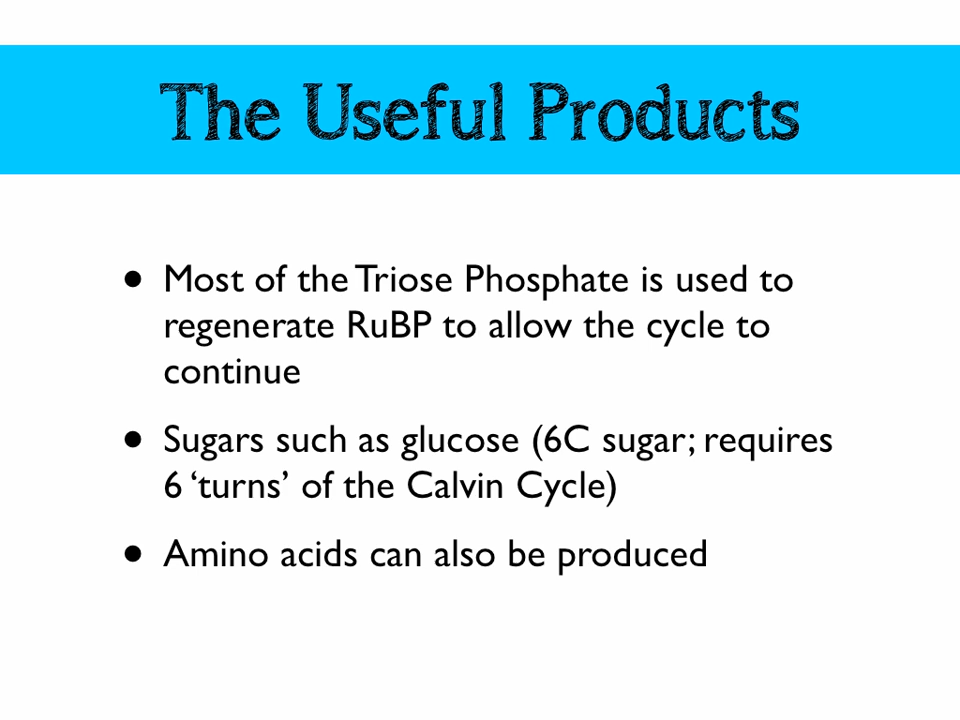 The Useful Products
• Most of the Triose Phosphate is used to
regenerate RuBP to allow the cycle to
continue
• Sugars such as glucose (6C sugar; requires
6 ‘turns’ of the Calvin Cycle)
• Amino acids can also be produced